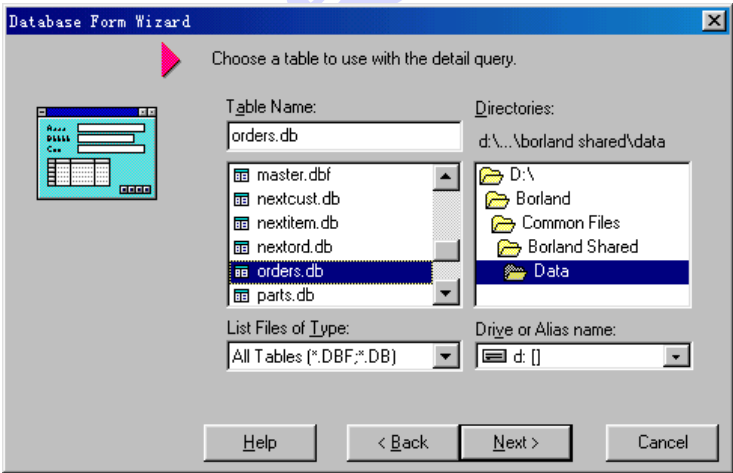 Database Form Wizard
Choose a table to use with the detail query.
Table Name:
orders.db
master.dbf
nextcust.db
nextitem.db
nextord.db
orders.db
parts.db
List Files of Type:
All Tables (*.DBF;*.DB)
Directories:
d:\...\borland shared\data
D:\
Borland
Common Files
Borland Shared
Data
Drive or Alias name:
d: []
Help
< Back
Next >
Cancel